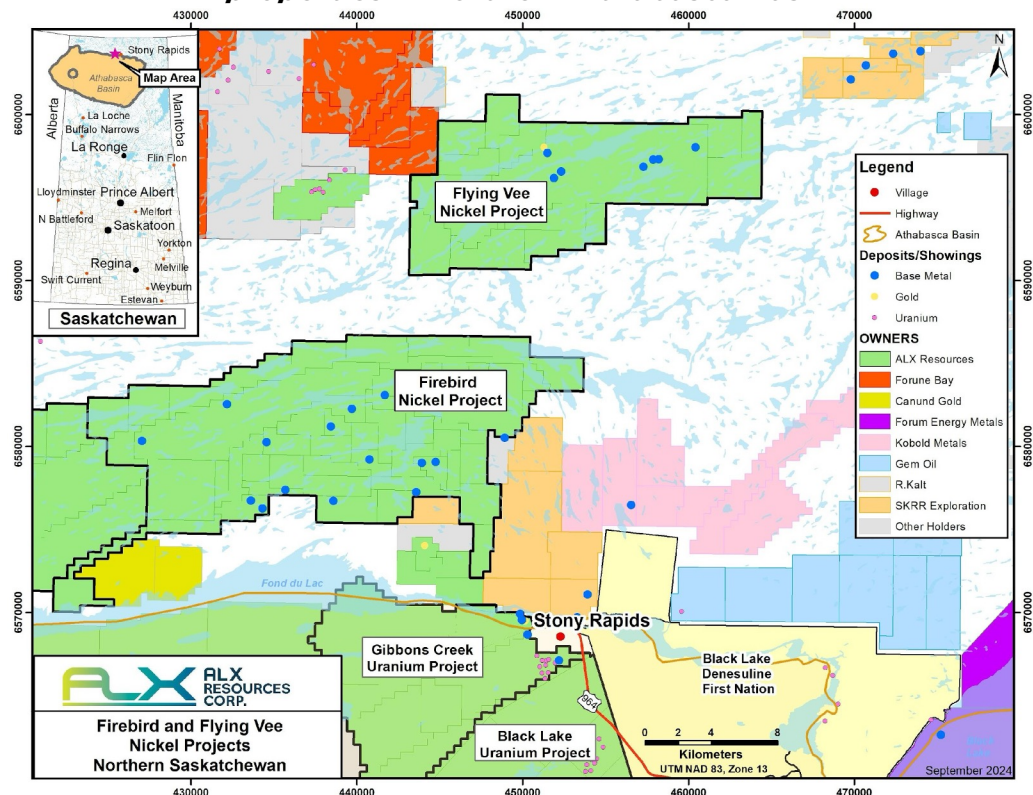 430000
440000
450000
460000
470000
Stony Rapids
Athabasca
Basin
Map Area
Alberta
Manitoba
La Loche
Buffalo Narrows
La Ronge
Flin Flon
Lloydminster
Prince Albert
N Battleford
Melfort
Saskatoon
Yorkton
Regina
Melville
Swift Current
Weyburn
Estevan
Saskatchewan
N
6600000
6590000
6580000
6570000
6600000
6590000
6580000
6570000
Flying Vee
Nickel Project
Firebird
Nickel Project
Legend
Village
Highway
Athabasca Basin
Deposits/Showings
Base Metal
Gold
Uranium
OWNERS
ALX Resources
Forune Bay
Canund Gold
Forum Energy Metals
Kobold Metals
Gem Oil
R.Kalt
SKRR Exploration
Other Holders
Fond du Lac
Stony Rapids
Gibbons Creek
Uranium Project
Black Lake
Denesuline
First Nation
964
Black Lake
Uranium Project
0 2 4 8
Kilometers
UTM NAD 83, Zone 13
September 2024
ALX
ALX
RESOURCES
CORP.
Firebird and Flying Vee
Nickel Projects
Northern Saskatchewan
430000
440000
450000
460000
470000